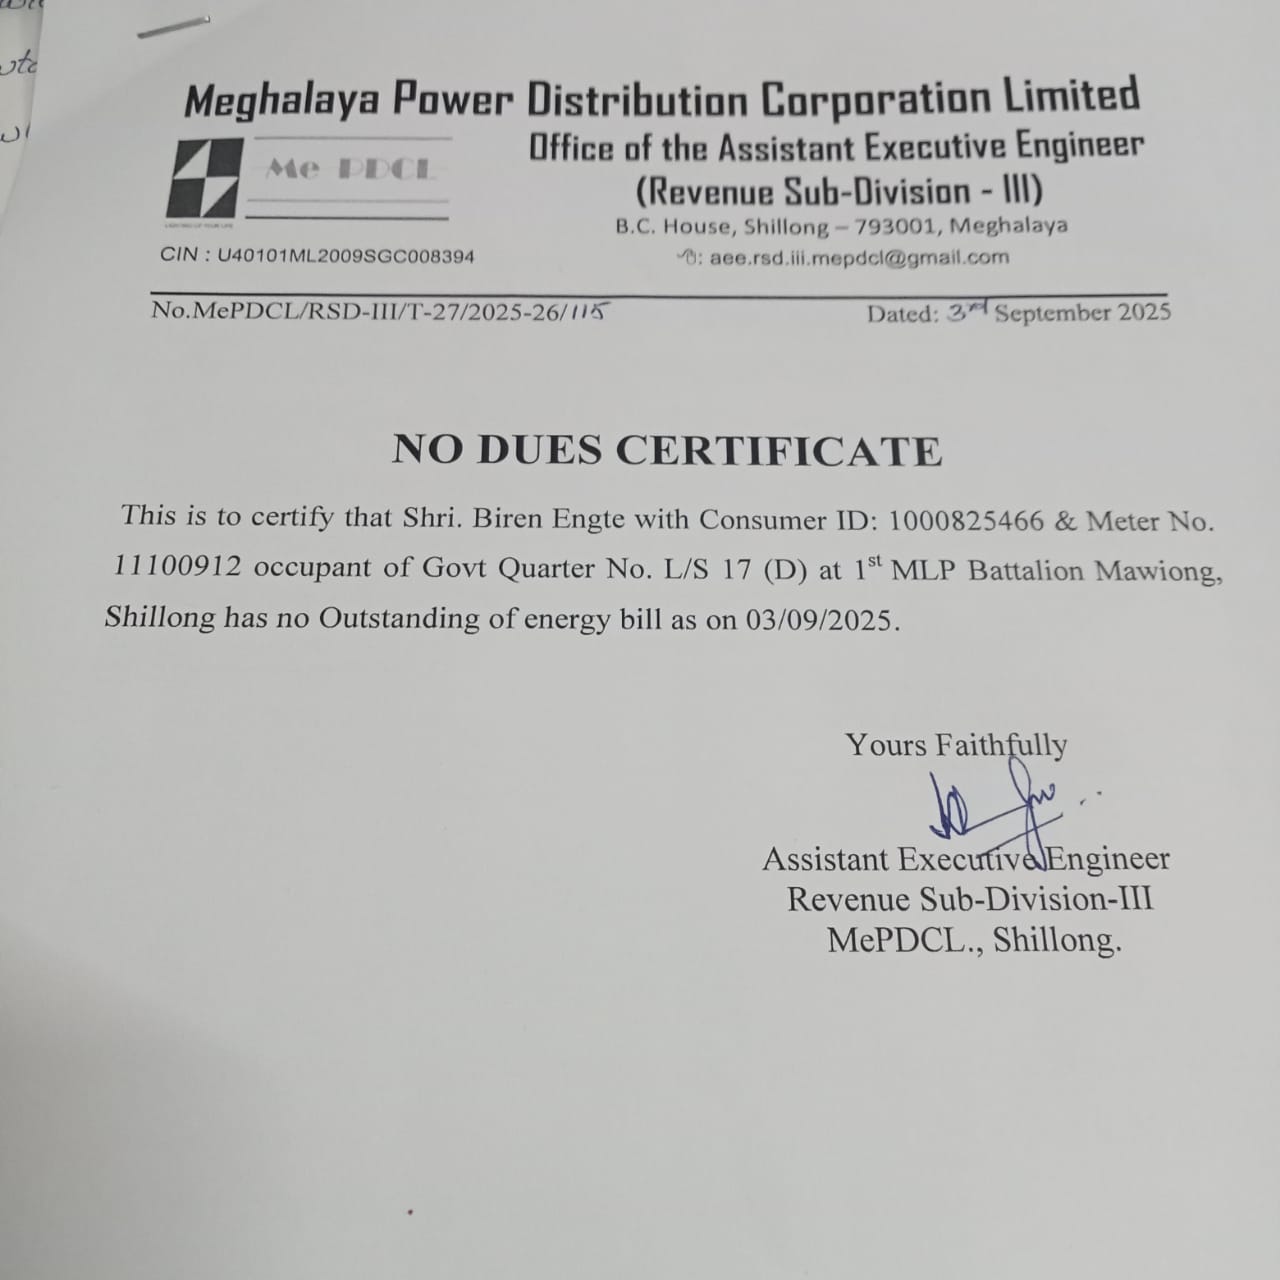 Meghalaya Power Distribution Corporation Limited
Me PDCL
Office of the Assistant Executive Engineer
(Revenue Sub-Division - III)
B.C. House, Shillong – 793001, Meghalaya
CIN : U40101ML2009SGC008394
: aee.rsd.iii.mepdcl@gmail.com
No.MePDCL/RSD-III/T-27/2025-26/115
Dated: 3rd September 2025
NO DUES CERTIFICATE
This is to certify that Shri. Biren Engte with Consumer ID: 1000825466 & Meter No.
11100912 occupant of Govt Quarter No. L/S 17 (D) at 1st MLP Battalion Mawiong,
Shillong has no Outstanding of energy bill as on 03/09/2025.
Yours Faithfully
Assistant Executive Engineer
Revenue Sub-Division-III
MePDCL., Shillong.